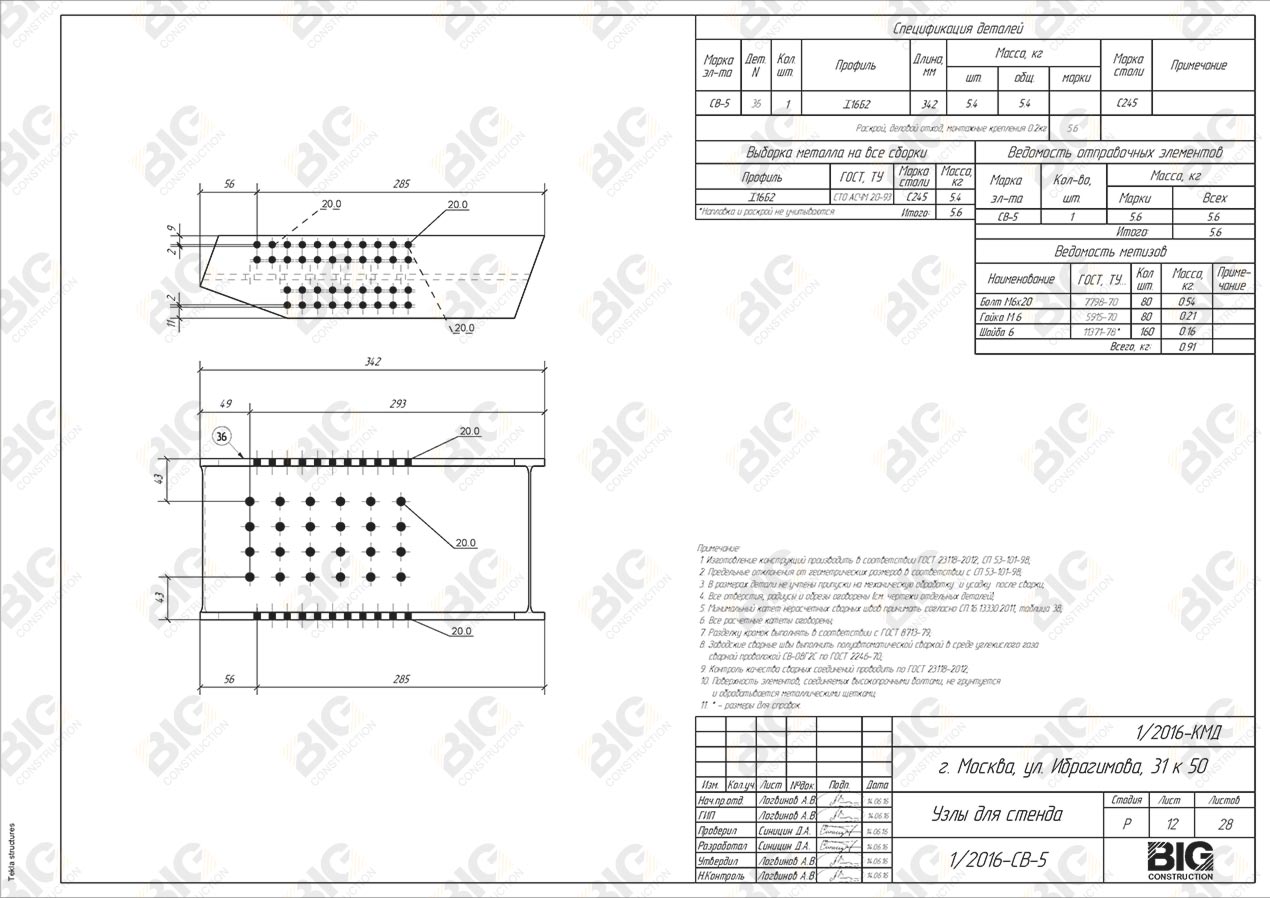 56
285
20.0
20.0
9
2
2
11
20.0
342
49
293
36
20.0
43
20.0
43
20.0
56
285
Tekla structures
Спецификация деталей
Марка эл-та
Дет. N
Кол. шт.
Профиль
Длина, мм
Масса, кг
шт.
общ.
марки
Марка стали
Примечание
СВ-5 36 1 I16Б2 342 5.4 5.4 С245
Раскрой, деловой отход, монтажные крепления 0.2кг 5.6
Выборка металла на все сборки
Профиль ГОСТ, ТУ Марка стали Масса, кг
I16Б2 СТО АСЧМ 20-93 С245 5.4
*Наплавка и раскрой не учитываются Итого: 5.6
Ведомость отправочных элементов
Марка эл-та
Кол-во, шт.
Масса, кг
Марки
Всех
СВ-5 1 5.6 5.6
Итого: 5.6
Ведомость метизов
Наименование ГОСТ, ТУ... Кол шт. Масса, кг. Приме-чание
Болт М6х20 7798-70 80 0.54
Гайка М 6 5915-70 80 0.21
Шайба 6 11371-78* 160 0.16
Всего, кг: 0.91
Примечание
1 Изготовление конструкций производить в соответствии ГОСТ 23118-2012, СП 53-101-98;
2 Предельные отклонения от геометрических размеров в соответствии с СП 53-101-98;
3. В размерах детали не учтены припуски на механическую обработку и усадку после сварки;
4. Все отверстия, радиусы и обрезы оговорены (см. чертежи отдельных деталей);
5. Минимальный катет нерасчетных сварных швов принимать согласно СП 16.13330.2011, таблица 38;
6. Все расчетные катеты оговорены;
7. Разделку кромок выполнять в соответствии с ГОСТ 8713-79;
8. Заводские сварные швы выполнить полуавтоматической сваркой в среде углекислого газа
сварной проволокой СВ-08Г2С по ГОСТ 2246-70;
9. Контроль качества сварных соединений проводить по ГОСТ 23118-2012;
10. Поверхность элементов, соединяемых высокопрочными болтами, не грунтуется
и обрабатывается металлическими щетками;
11. * - размеры для справок
1/2016-КМД
г. Москва, ул. Ибрагимова, 31 к 50
Изм. Кол.уч Лист №док. Подп. Дата
Нач.пр.отд. Логвинов А.В. 14.06.16
ГИП Логвинов А.В. 14.06.16
Проверил Синицин Д.А. 14.06.16
Разработал Синицин Д.А. 14.06.16
Утвердил Логвинов А.В. 14.06.16
Н.Контроль Логвинов А.В. 14.06.16
Узлы для стенда
Стадия Лист Листов
Р 12 28
1/2016-СВ-5
BIG
CONSTRUCTION